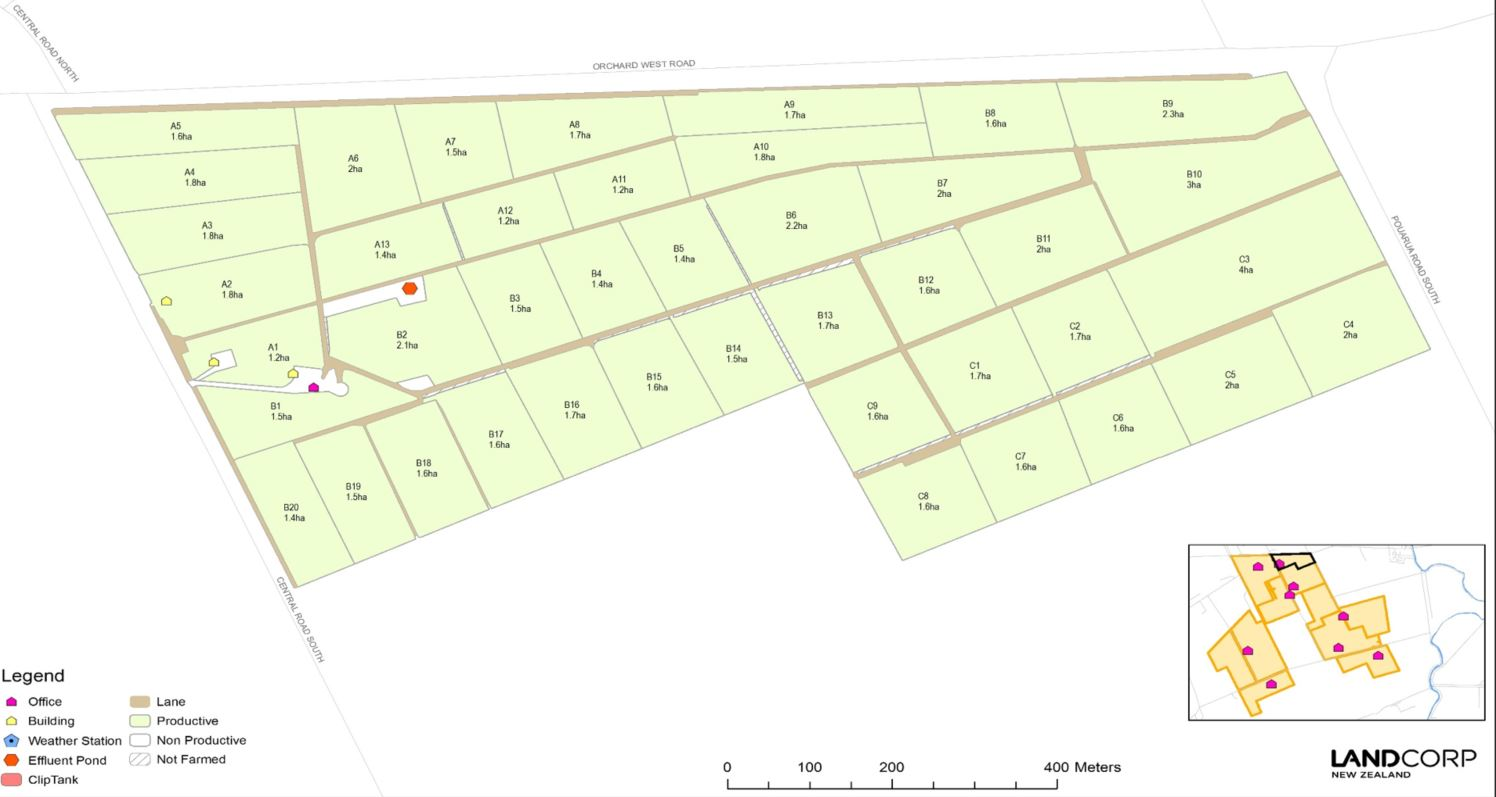 CENTRAL ROAD NORTH
ORCHARD WEST ROAD
A5
1.6ha
A4
1.8ha
A3
1.8ha
A2
1.8ha
A1
1.2ha
A6
2ha
A7
1.5ha
A8
1.7ha
A9
1.7ha
A10
1.8ha
A11
1.2ha
A12
1.2ha
A13
1.4ha
B8
1.6ha
B9
2.3ha
B10
3ha
B7
2ha
B6
2.2ha
B5
1.4ha
B4
1.4ha
B3
1.5ha
B2
2.1ha
B1
1.5ha
B11
2ha
B12
1.6ha
B13
1.7ha
B14
1.5ha
B15
1.6ha
B16
1.7ha
B17
1.6ha
B18
1.6ha
B19
1.5ha
B20
1.4ha
C3
4ha
C2
1.7ha
C1
1.7ha
C4
2ha
C5
2ha
C6
1.6ha
C7
1.6ha
C8
1.6ha
C9
1.6ha
POUARUA ROAD SOUTH
CENTRAL ROAD SOUTH
Legend
Office
Building
Weather Station
Effluent Pond
ClipTank
Lane
Productive
Non Productive
Not Farmed
0 100 200 400 Meters
LANDCORP
NEW ZEALAND